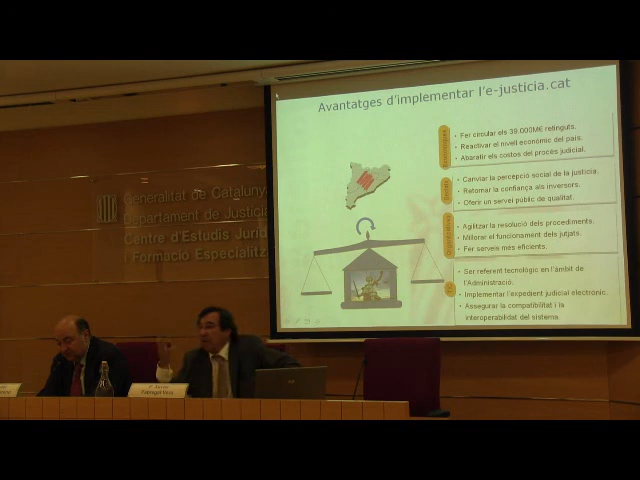 Avantatges d'implementar l'e-justicia.cat
Fer circular els 39.000M€ retinguts.
Reactivar el nivell econòmic del país.
Abaratir els costos del procés judicial.
Canviar la percepció social de la justícia.
Retornar la confiança als inversors.
Oferir un servei públic de qualitat.
Agilitzar la resolució dels procediments.
Millorar el funcionament dels jutjats.
Fer serveis més eficients.
Ser referent tecnològic en l'àmbit de
l'Administració.
Implementar l'expedient judicial electrònic.
Assegurar la compatibilitat i la
interoperabilitat del sistema
Generalitat de Catalunya
Departament de Justícia
Centre d'Estudis Juríd
i Formació Especialitz